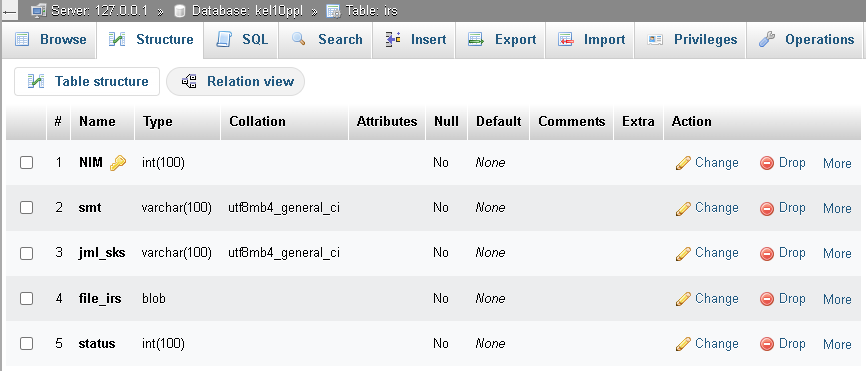 Server: 127.0.0.1 » Database: kel10ppl » Table: irs
Browse Structure SQL Search Insert Export Import Privileges Operations
Table structure Relation view
# Name Type Collation Attributes Null Default Comments Extra Action
1 NIM int(100) No None Change Drop More
2 smt varchar(100) utf8mb4_general_ci No None Change Drop More
3 jml_sks varchar(100) utf8mb4_general_ci No None Change Drop More
4 file_irs blob No None Change Drop More
5 status int(100) No None Change Drop More